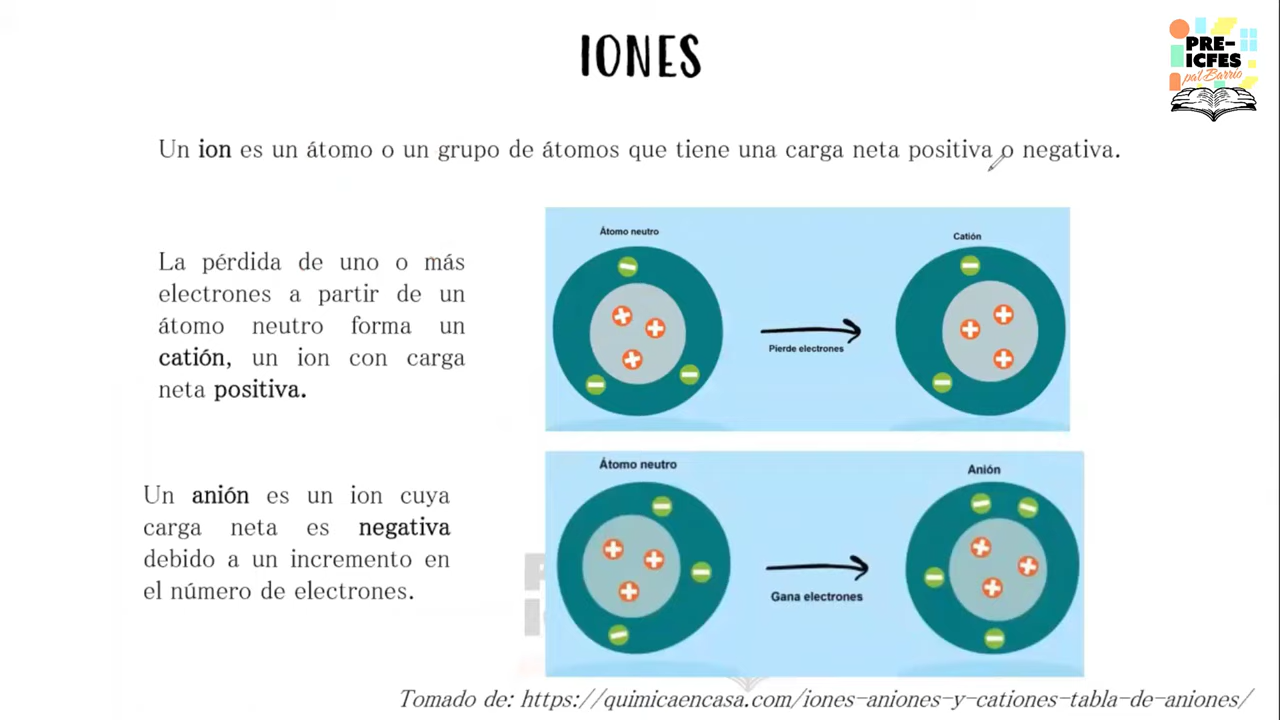 IONES
PRE-
ICFES
pa'l Barrio
Un ion es un átomo o un grupo de átomos que tiene una carga neta positiva o negativa.
La pérdida de uno o más
electrones a partir de un
átomo neutro forma un
catión, un ion con carga
neta positiva.
Átomo neutro
Pierde electrones
Catión
Un anión es un ion cuya
carga neta es negativa
debido a un incremento en
el número de electrones.
Átomo neutro
Gana electrones
Anión
Tomado de: https://quimicaencasa.com/iones-aniones-y-cationes-tabla-de-aniones/